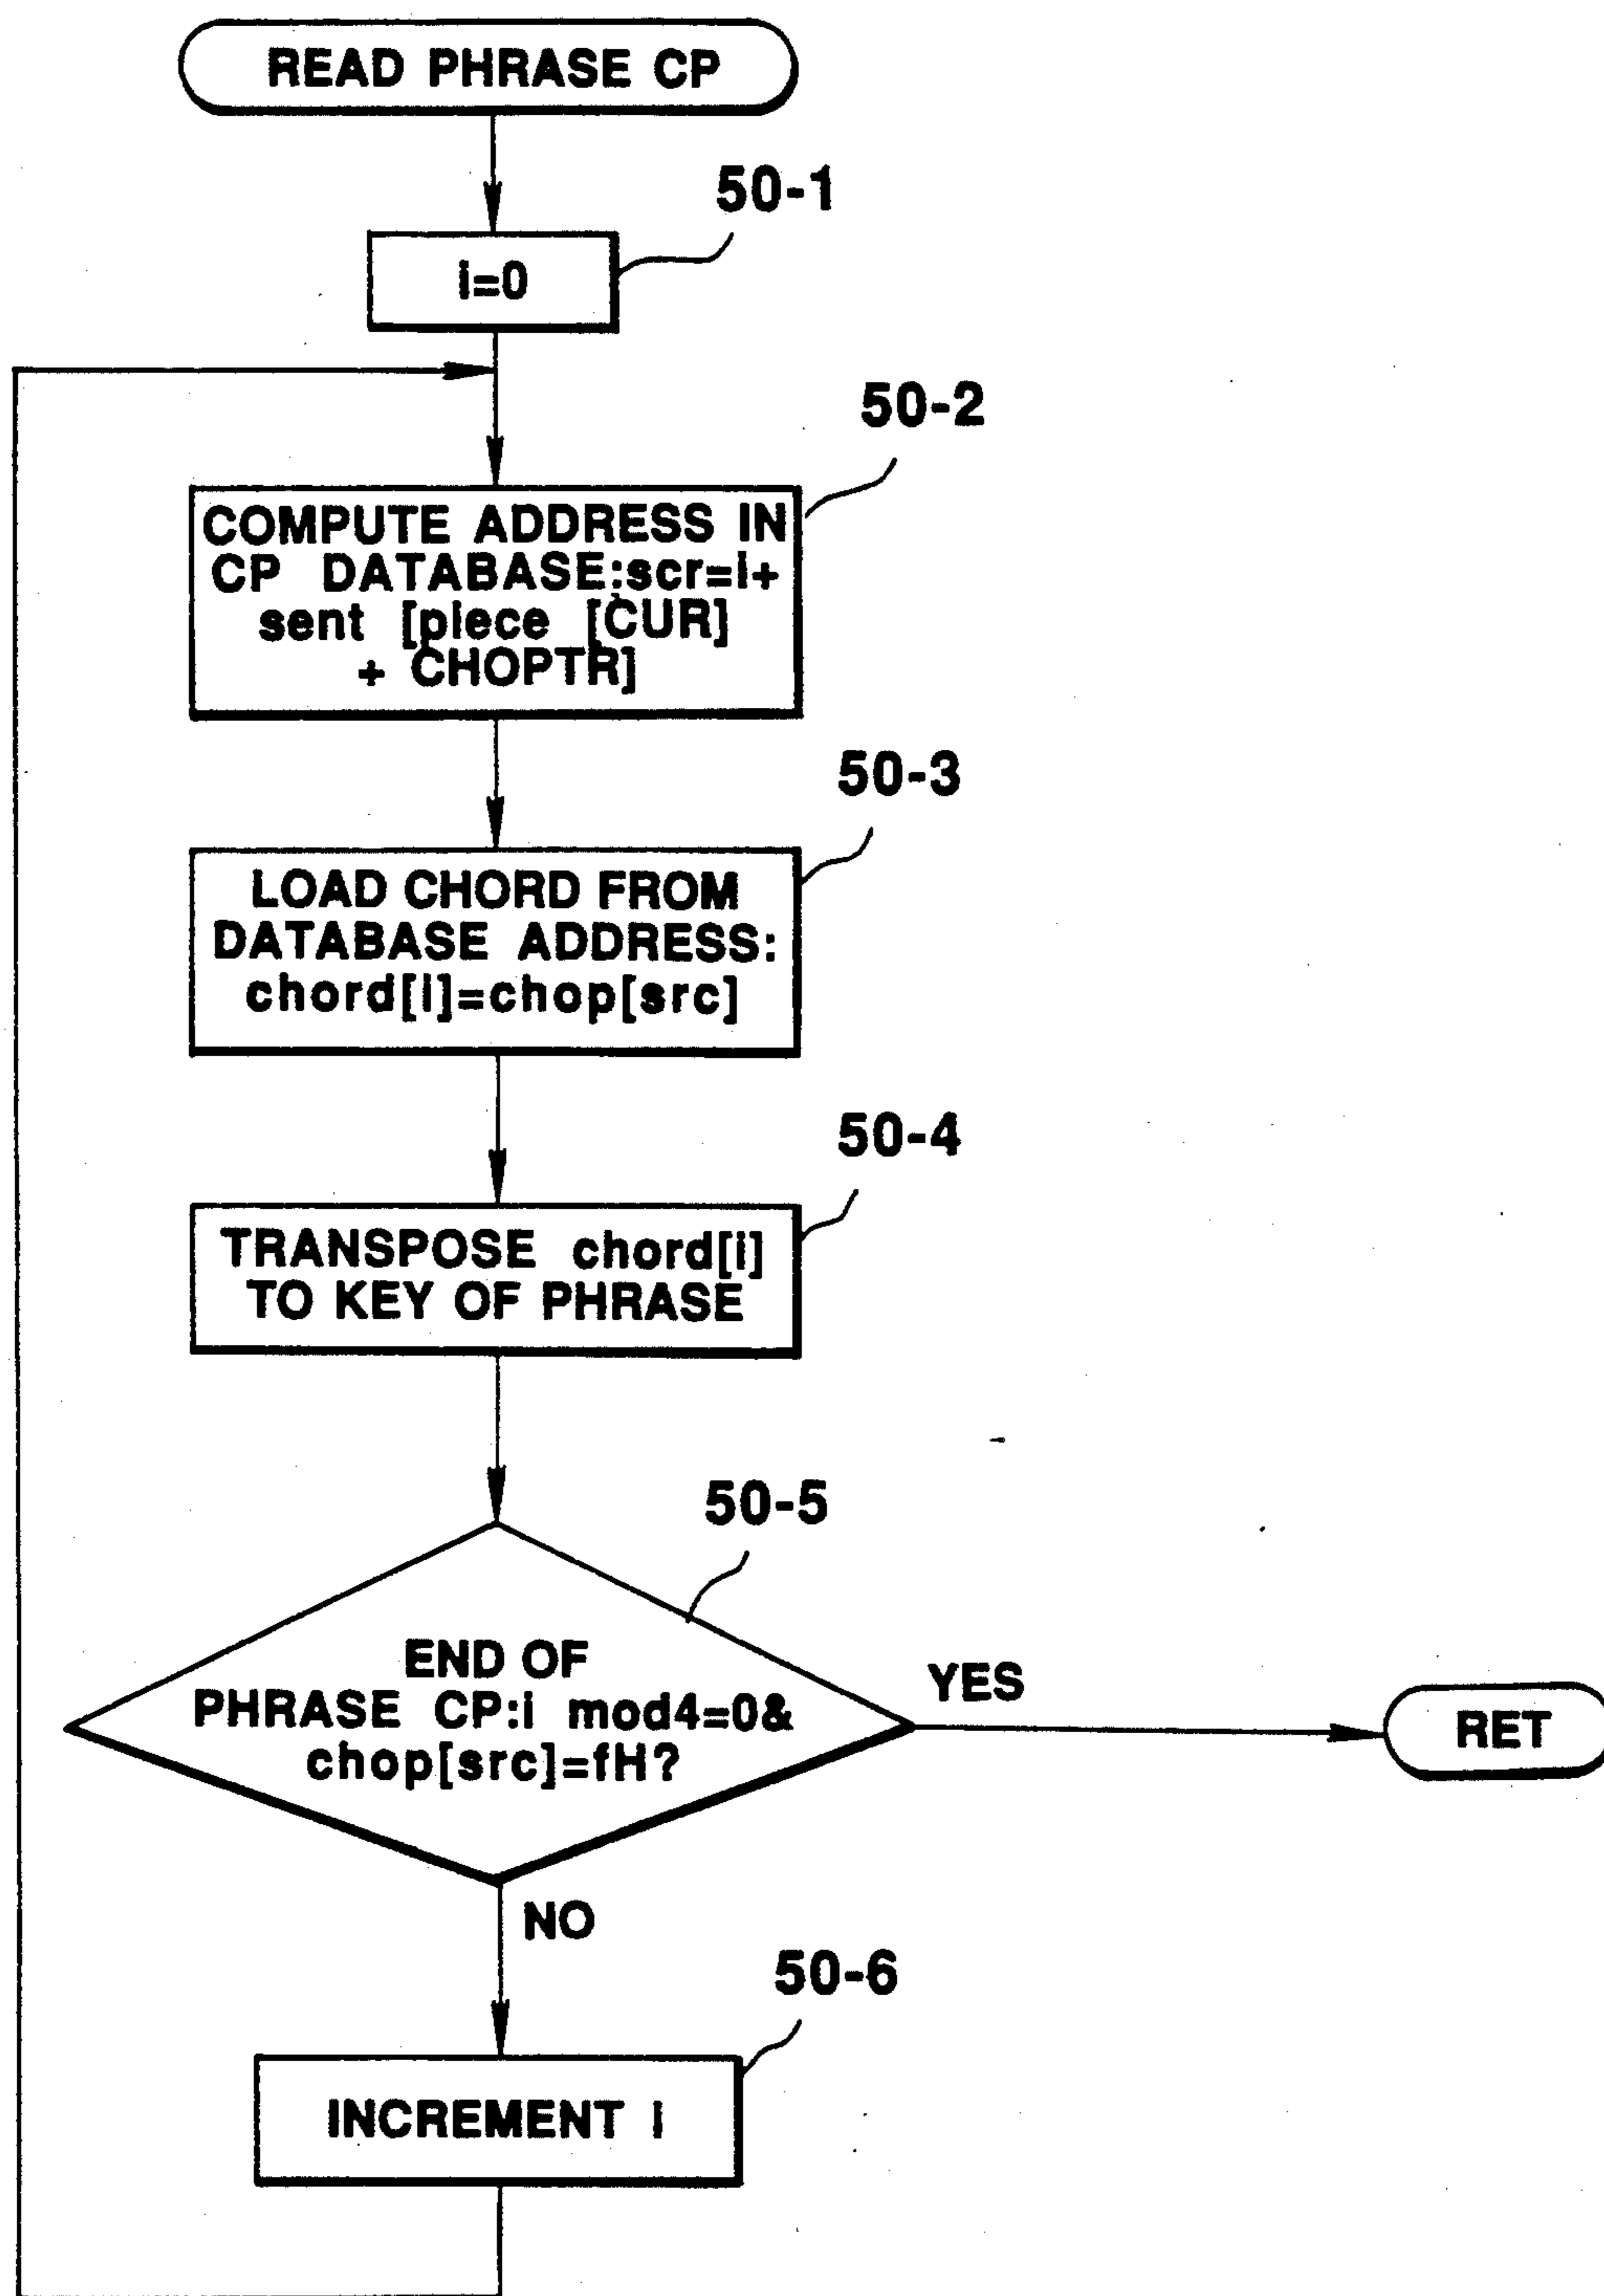 READ PHRASE CP
50-1
i=0
50-2
COMPUTE ADDRESS IN
CP DATABASE:scr=i+
sent [piece [CUR]
+ CHOPTR]
50-3
LOAD CHORD FROM
DATABASE ADDRESS:
chord[i]=chop[src]
50-4
TRANSPOSE chord[i]
TO KEY OF PHRASE
50-5
END OF
PHRASE CP:i mod4=0&
chop[src]=fH?
YES
RET
NO
50-6
INCREMENT i